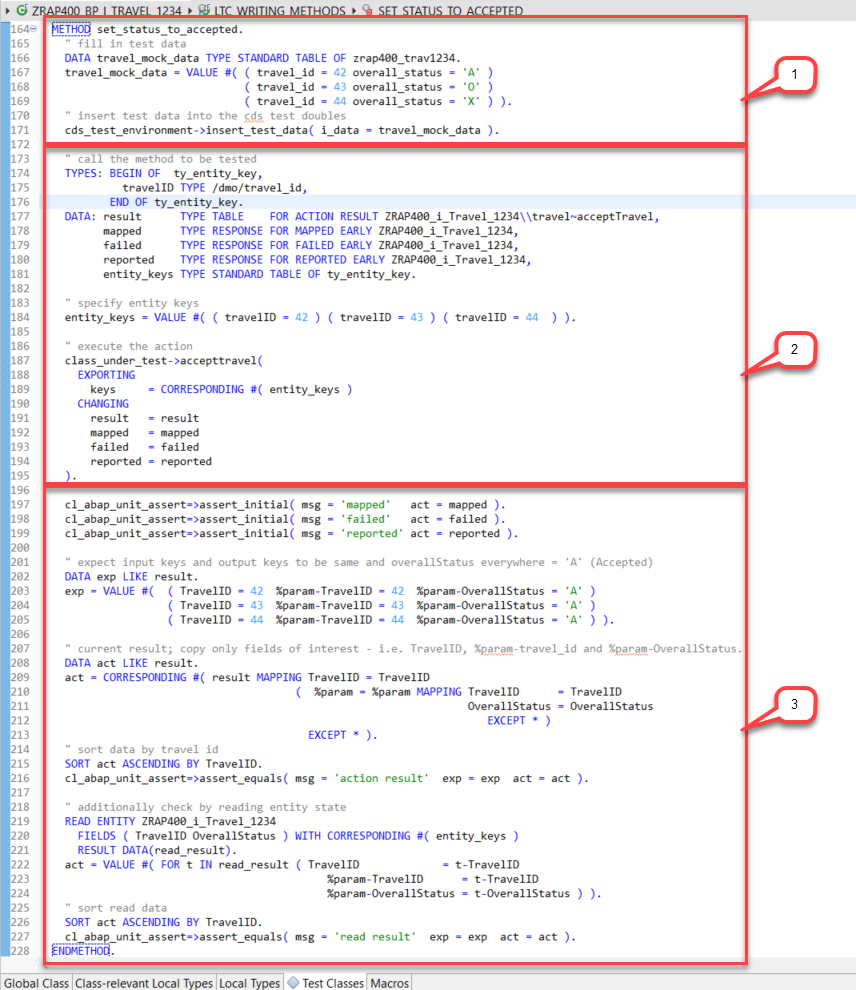 ZRAP400_BP_I_TRAVEL_1234 ▸ LTC_WRITING_METHODS ▸ SET_STATUS_TO_ACCEPTED
164 METHOD set_status_to_accepted.
165 " fill in test data
166 DATA travel_mock_data TYPE STANDARD TABLE OF zrap400_trav1234.
167 travel_mock_data = VALUE #( ( travel_id = 42 overall_status = 'A' )
168 ( travel_id = 43 overall_status = 'O' )
169 ( travel_id = 44 overall_status = 'X' ) ).
170 " insert test data into the cds test doubles
171 cds_test_environment->insert_test_data( i_data = travel_mock_data ).
172
1
173 " call the method to be tested
174 TYPES: BEGIN OF ty_entity_key,
175 travelID TYPE /dmo/travel_id,
176 END OF ty_entity_key.
177 DATA: result TYPE TABLE FOR ACTION RESULT ZRAP400_i_Travel_1234\\travel~acceptTravel,
178 mapped TYPE RESPONSE FOR MAPPED EARLY ZRAP400_i_Travel_1234,
179 failed TYPE RESPONSE FOR FAILED EARLY ZRAP400_i_Travel_1234,
180 reported TYPE RESPONSE FOR REPORTED EARLY ZRAP400_i_Travel_1234,
181 entity_keys TYPE STANDARD TABLE OF ty_entity_key.
182
183 " specify entity keys
184 entity_keys = VALUE #( ( travelID = 42 ) ( travelID = 43 ) ( travelID = 44 ) ).
185
186 " execute the action
187 class_under_test->accepttravel(
188 EXPORTING
189 keys = CORRESPONDING #( entity_keys )
190 CHANGING
191 result = result
192 mapped = mapped
193 failed = failed
194 reported = reported
195 ).
2
196
197 cl_abap_unit_assert=>assert_initial( msg = 'mapped' act = mapped ).
198 cl_abap_unit_assert=>assert_initial( msg = 'failed' act = failed ).
199 cl_abap_unit_assert=>assert_initial( msg = 'reported' act = reported ).
200
201 " expect input keys and output keys to be same and overallStatus everywhere = 'A' (Accepted)
202 DATA exp LIKE result.
203 exp = VALUE #( ( TravelID = 42 %param-TravelID = 42 %param-OverallStatus = 'A' )
204 ( TravelID = 43 %param-TravelID = 43 %param-OverallStatus = 'A' )
205 ( TravelID = 44 %param-TravelID = 44 %param-OverallStatus = 'A' ) ).
206
207 " current result; copy only fields of interest - i.e. TravelID, %param-travel_id and %param-OverallStatus.
208 DATA act LIKE result.
209 act = CORRESPONDING #( result MAPPING TravelID = TravelID
210 ( %param = %param MAPPING TravelID = TravelID
211 OverallStatus = OverallStatus
212 EXCEPT * )
213 EXCEPT * ).
214 " sort data by travel id
215 SORT act ASCENDING BY TravelID.
216 cl_abap_unit_assert=>assert_equals( msg = 'action result' exp = exp act = act ).
217
218 " additionally check by reading entity state
219 READ ENTITY ZRAP400_i_Travel_1234
220 FIELDS ( TravelID OverallStatus ) WITH CORRESPONDING #( entity_keys )
221 RESULT DATA(read_result).
222 act = VALUE #( FOR t IN read_result ( TravelID = t-TravelID
223 %param-TravelID = t-TravelID
224 %param-OverallStatus = t-OverallStatus ) ).
225 " sort read data
226 SORT act ASCENDING BY TravelID.
227 cl_abap_unit_assert=>assert_equals( msg = 'read result' exp = exp act = act ).
228 ENDMETHOD.
3
Global Class Class-relevant Local Types Local Types Test Classes Macros